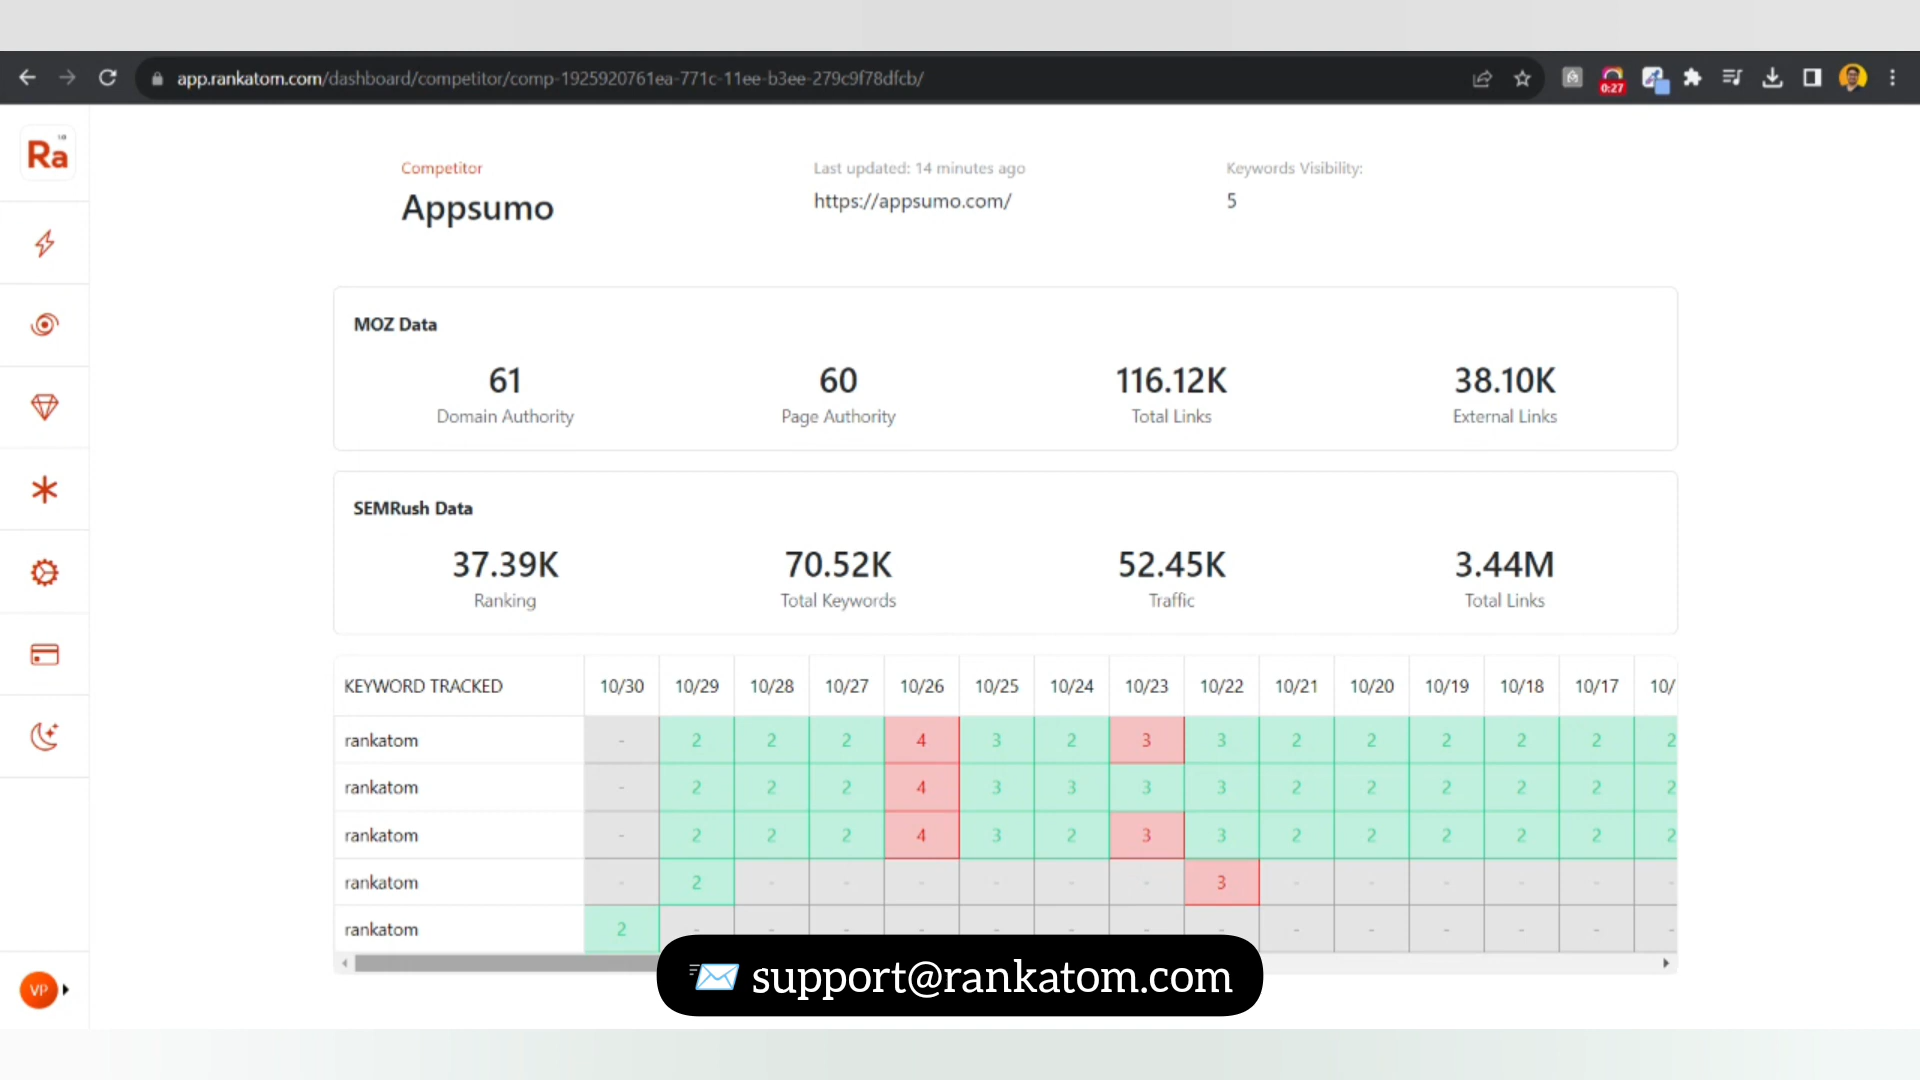 app.rankatom.com/dashboard/competitor/comp-1925920761ea-771c-11ee-b3ee-279c9f78dfcb/
0:27
Ra 1.0
Competitor
Appsumo
Last updated: 14 minutes ago
https://appsumo.com/
Keywords Visibility:
5
MOZ Data
61 60 116.12K 38.10K
Domain Authority Page Authority Total Links External Links
SEMRush Data
37.39K 70.52K 52.45K 3.44M
Ranking Total Keywords Traffic Total Links
KEYWORD TRACKED 10/30 10/29 10/28 10/27 10/26 10/25 10/24 10/23 10/22 10/21 10/20 10/19 10/18 10/17 10/
rankatom - 2 2 2 4 3 2 3 3 2 2 2 2 2 2
rankatom - 2 2 2 4 3 3 3 3 2 2 2 2 2 2
rankatom - 2 2 2 4 3 2 3 3 2 2 2 2 2 2
rankatom - 2 - - - - - - 3 - - - - - -
rankatom 2 - - - - - - - - - - - - - -
VP
support@rankatom.com